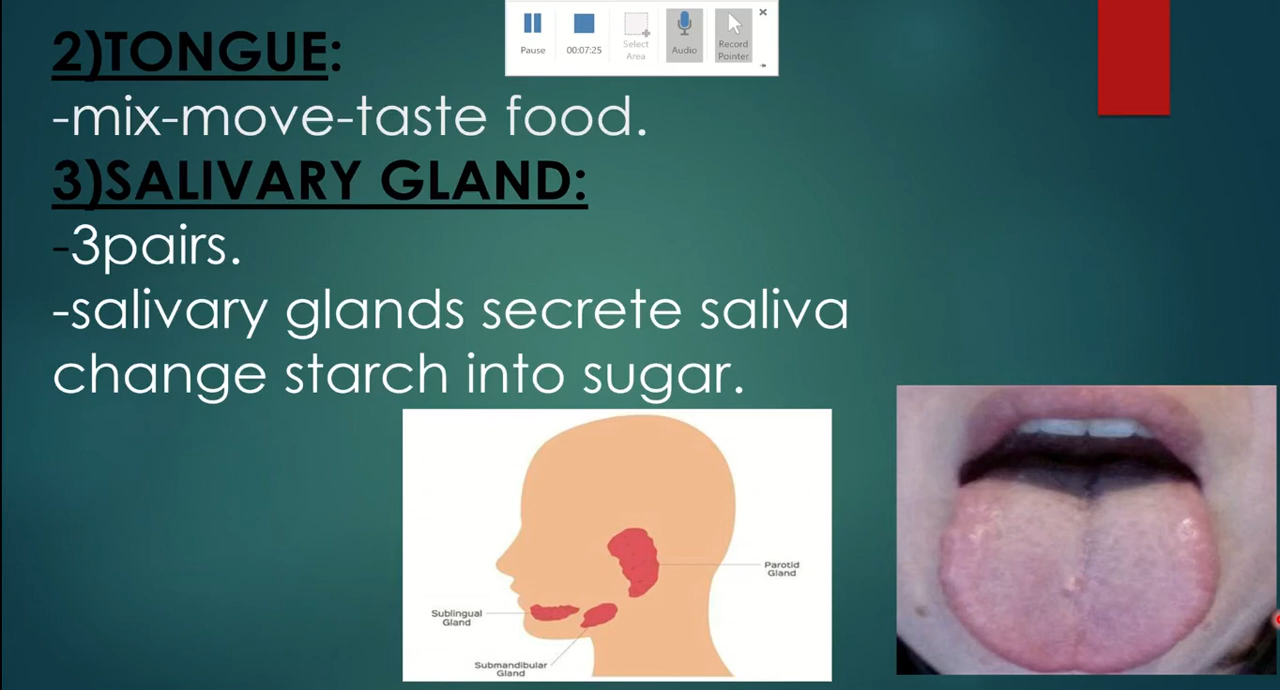 Pause
00:07:25
Select
Area
Audio
Record
Pointer
2)TONGUE:
-mix-move-taste food.
3)SALIVARY GLAND:
-3pairs.
-salivary glands secrete saliva
change starch into sugar.
Parotid
Gland
Sublingual
Gland
Submandibular
Gland